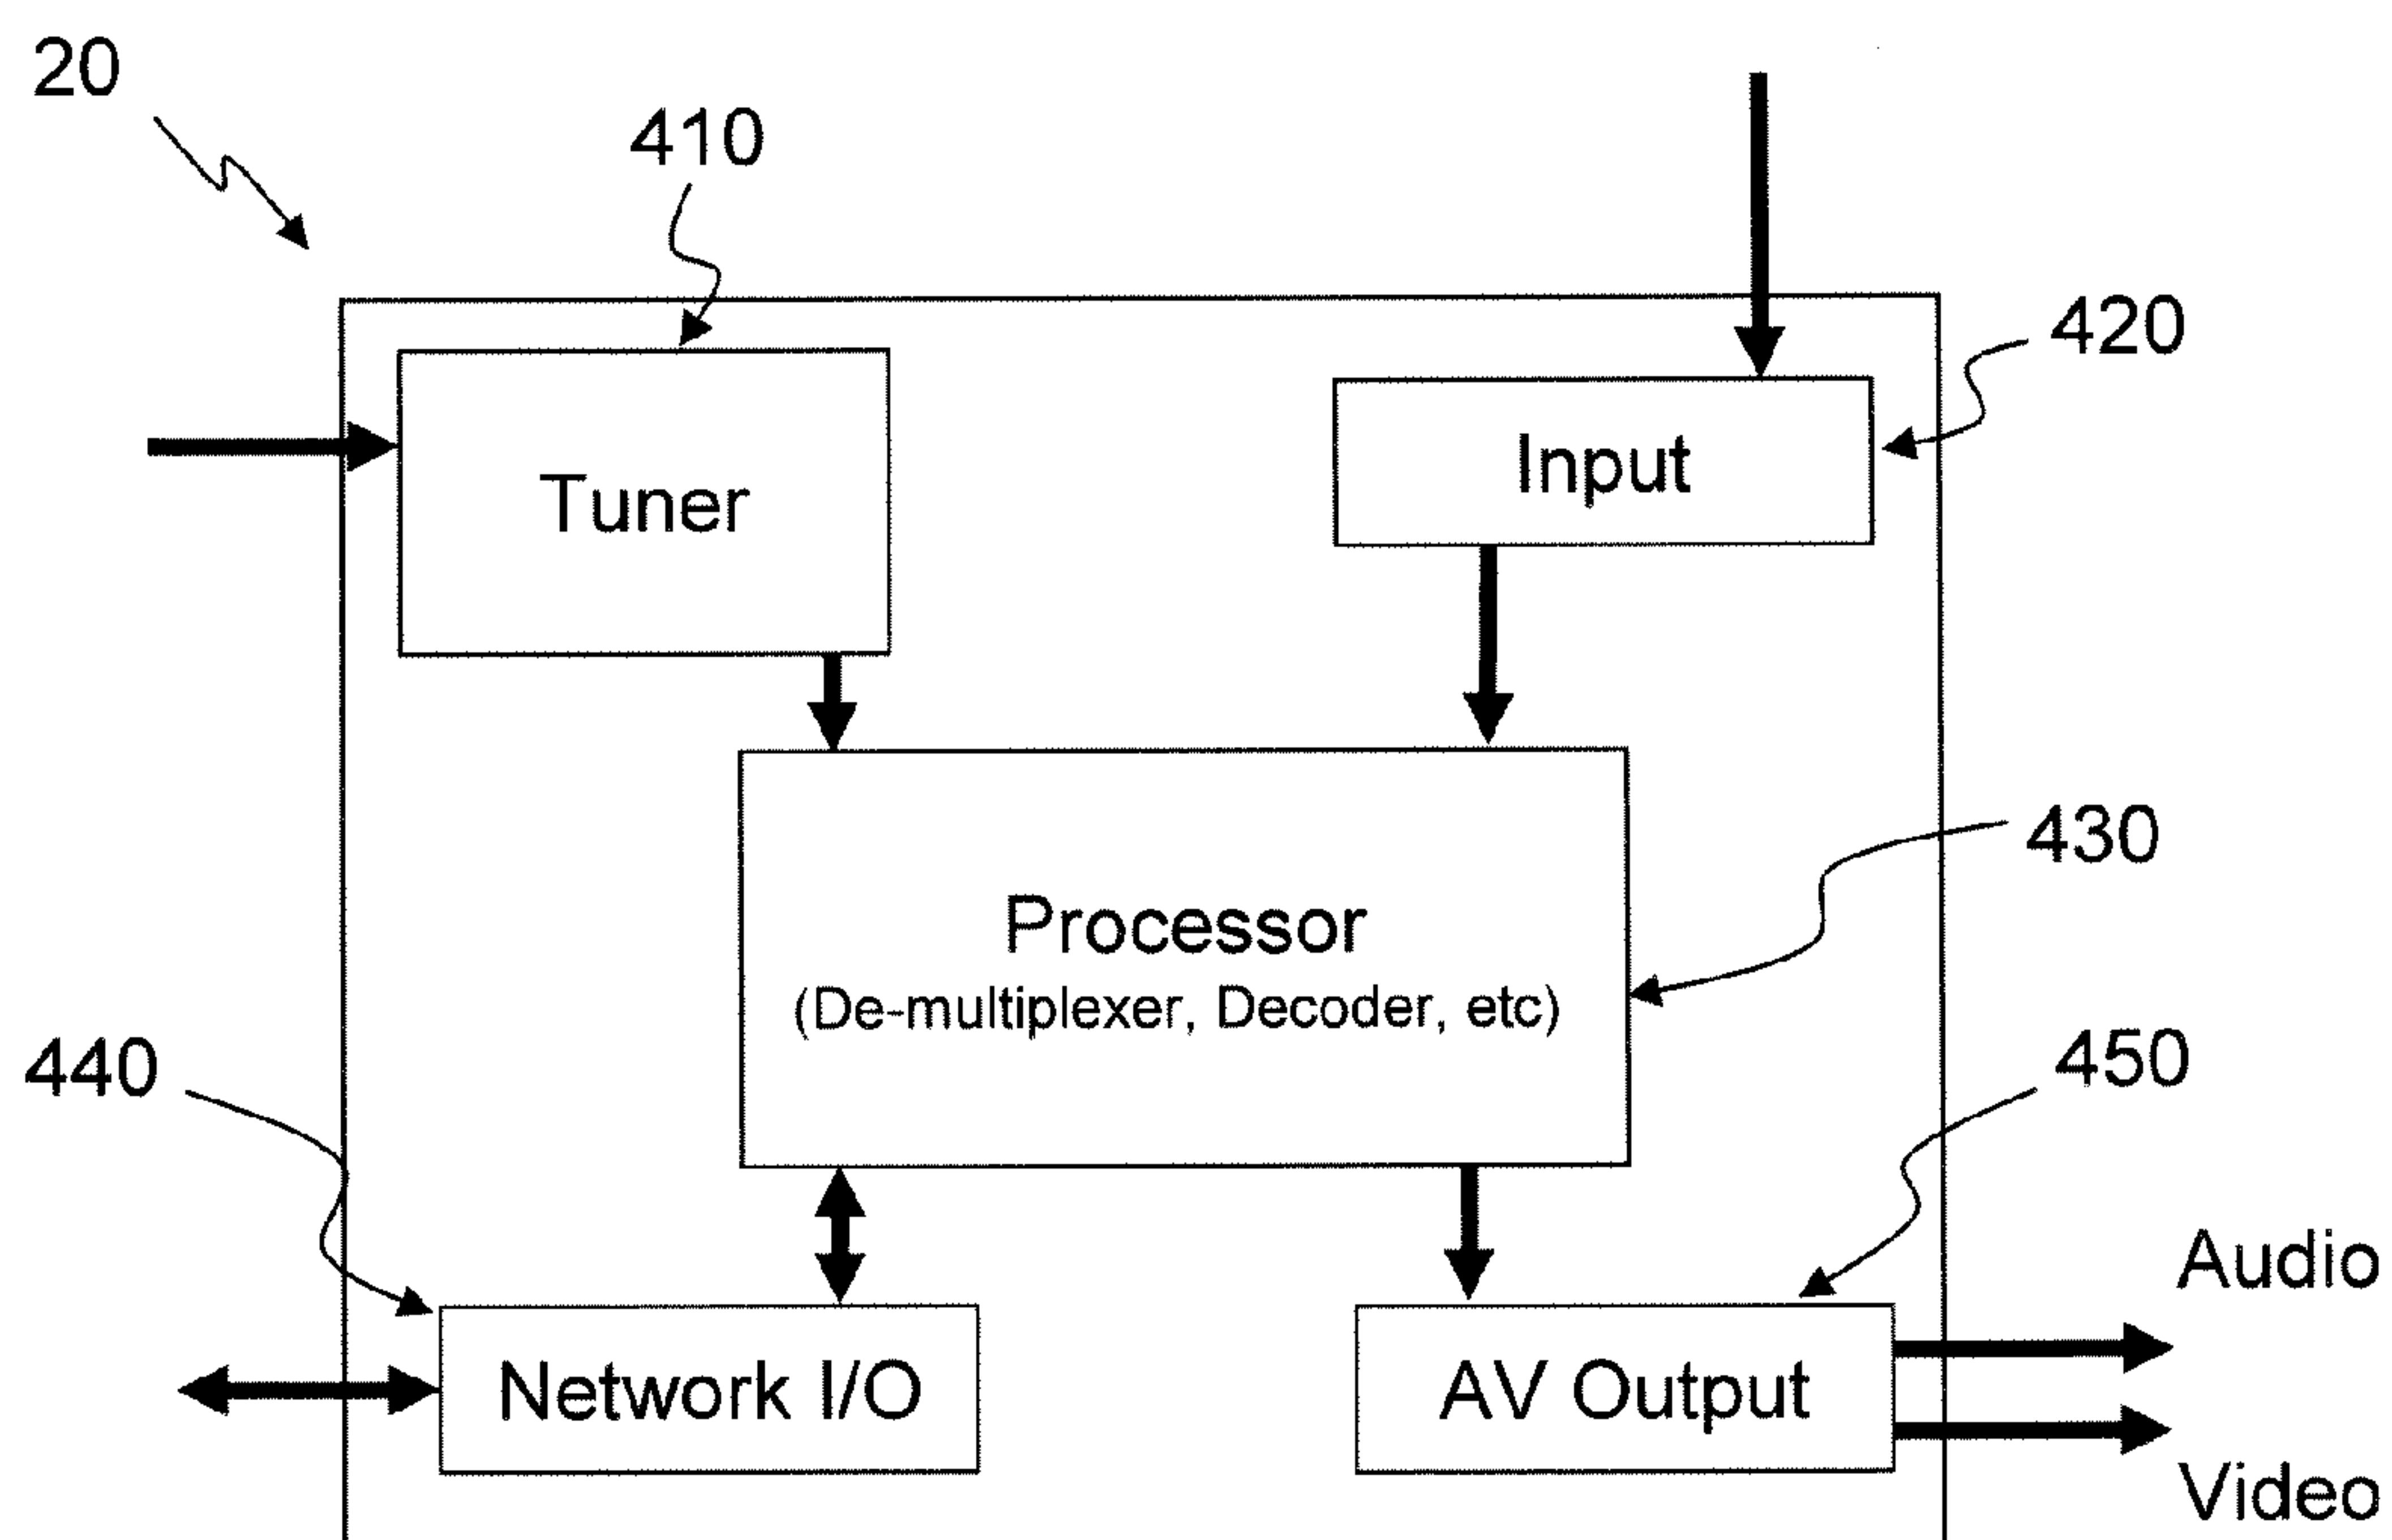 20
410
420
Tuner
Input
430
Processor
(De-multiplexer, Decoder, etc)
440
450
Audio
Network I/O
AV Output
Video